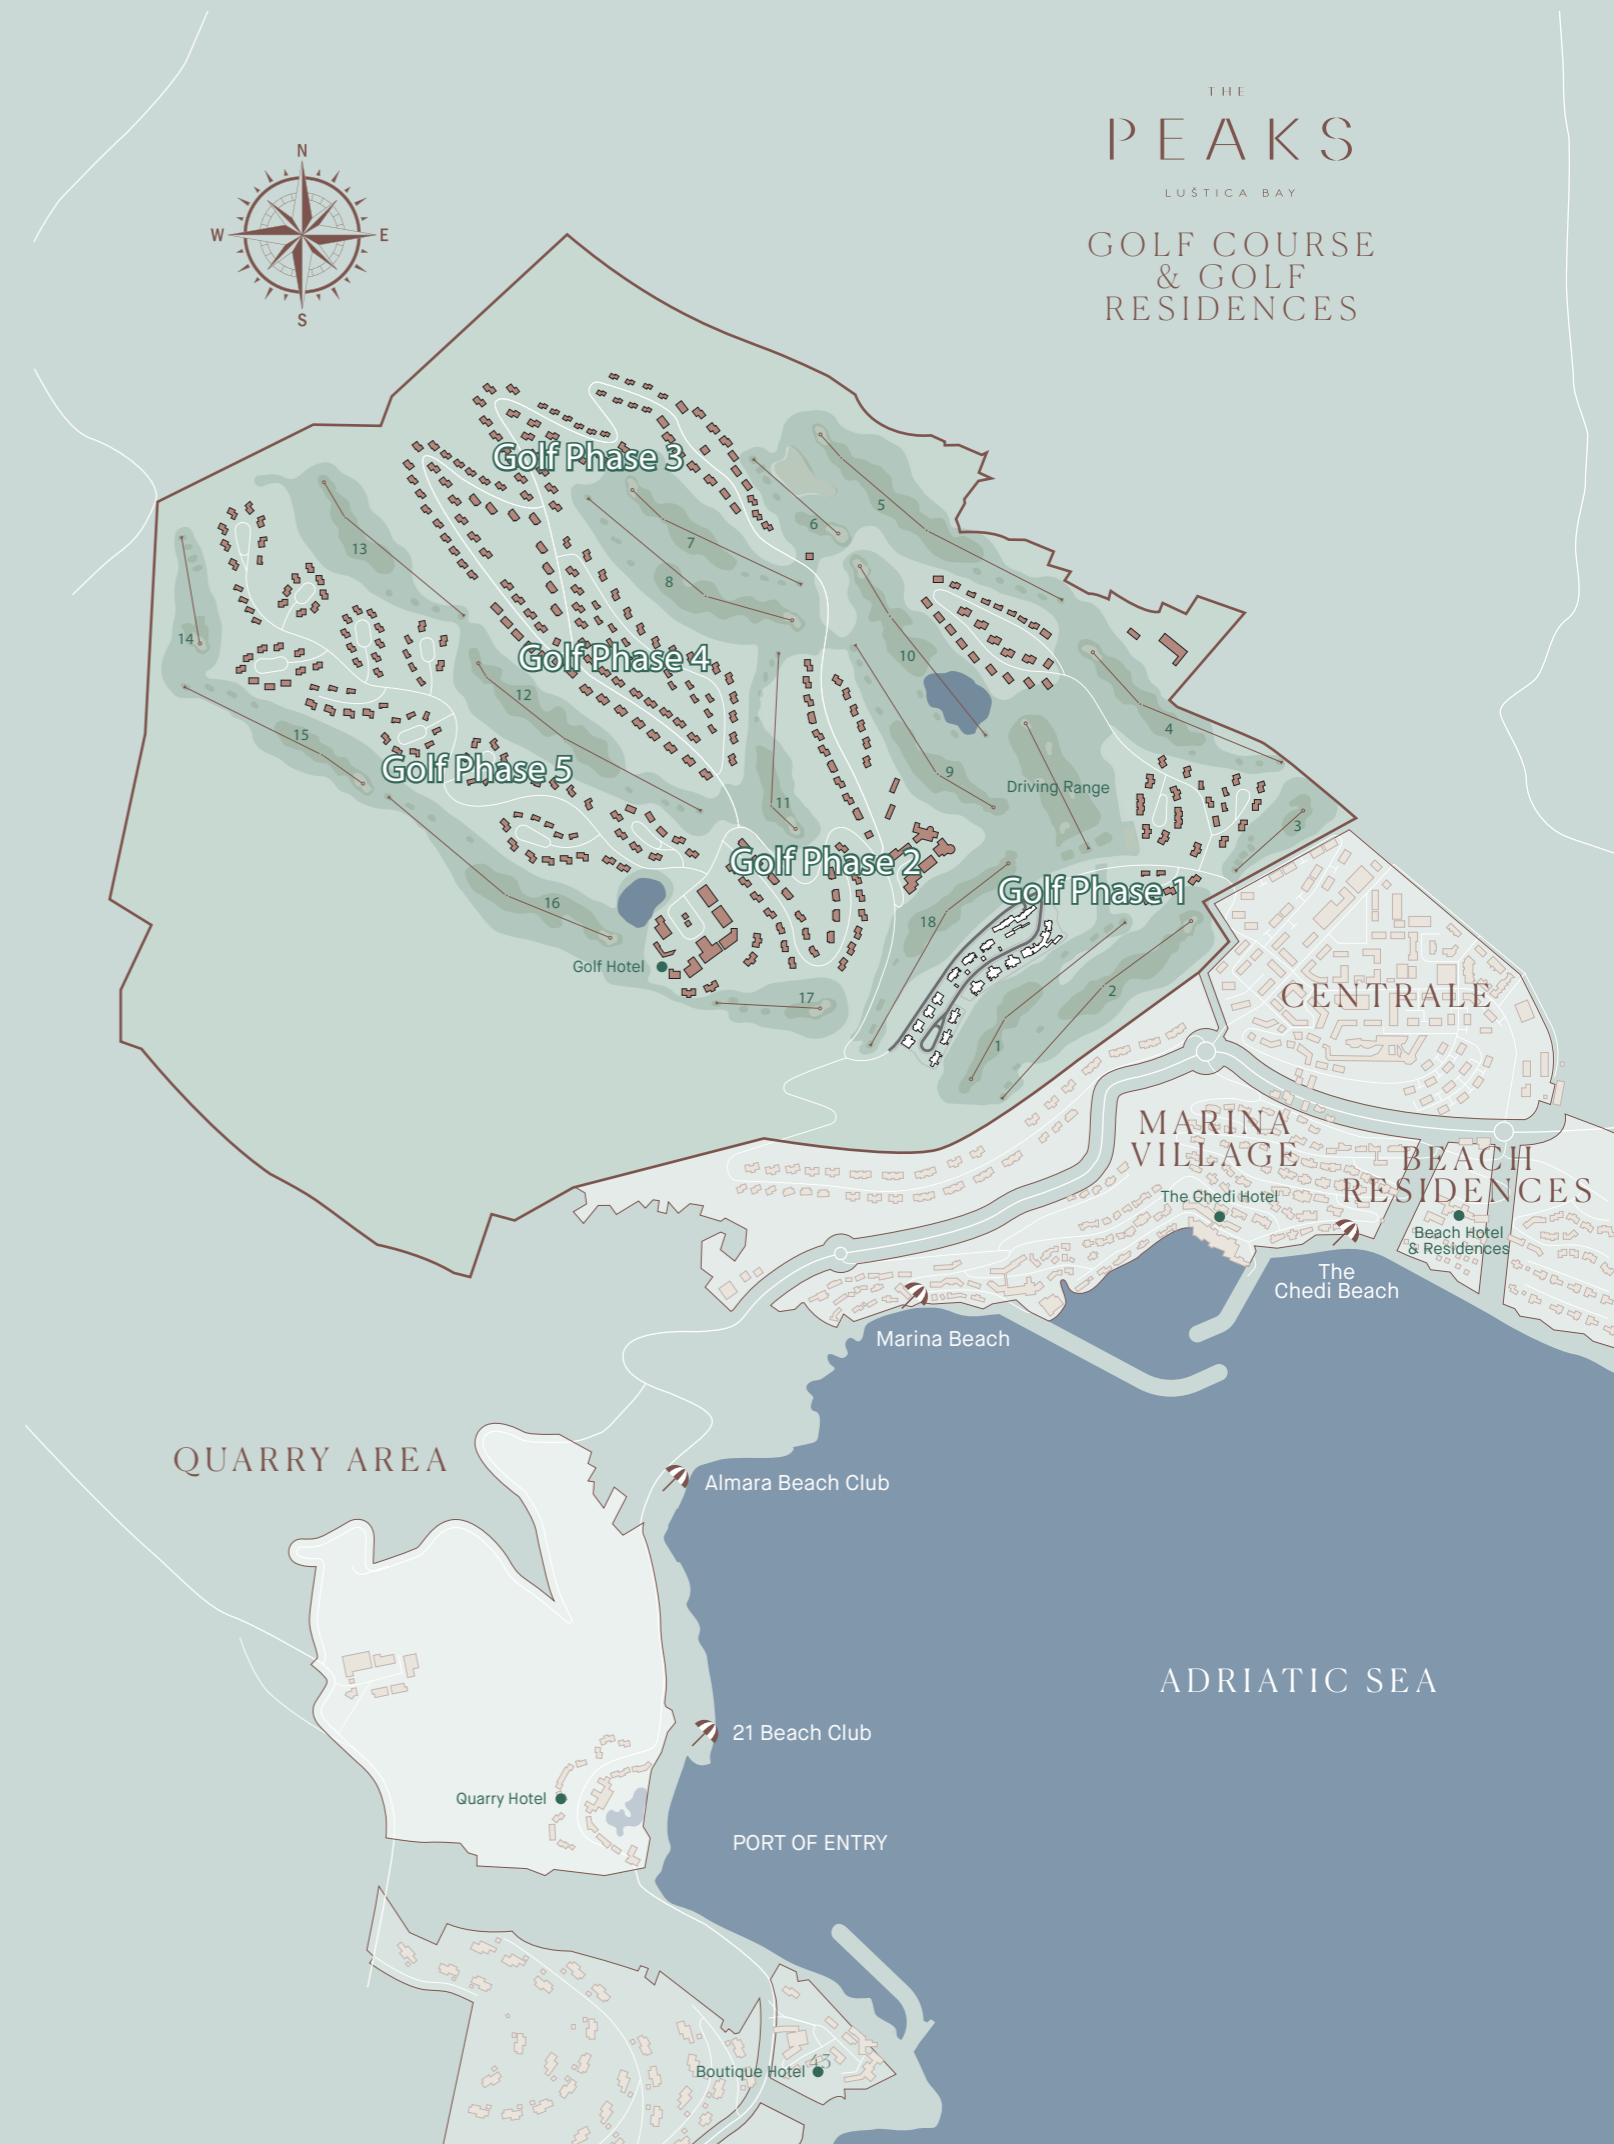 THE
PEAKS
LUŠTICA BAY
GOLF COURSE
& GOLF
RESIDENCES
N
W
E
S
Golf Phase 3
5
6
7
13
8
14
10
Golf Phase 4
12
4
15
Golf Phase 5
9
Driving Range
11
3
Golf Phase 2
Golf Phase 1
16
18
Golf Hotel
17
2
1
CENTRALE
MARINA
VILLAGE
BEACH
RESIDENCES
The Chedi Hotel
Beach Hotel
& Residences
The
Chedi Beach
Marina Beach
QUARRY AREA
Almara Beach Club
ADRIATIC SEA
21 Beach Club
Quarry Hotel
PORT OF ENTRY
43
Boutique Hotel